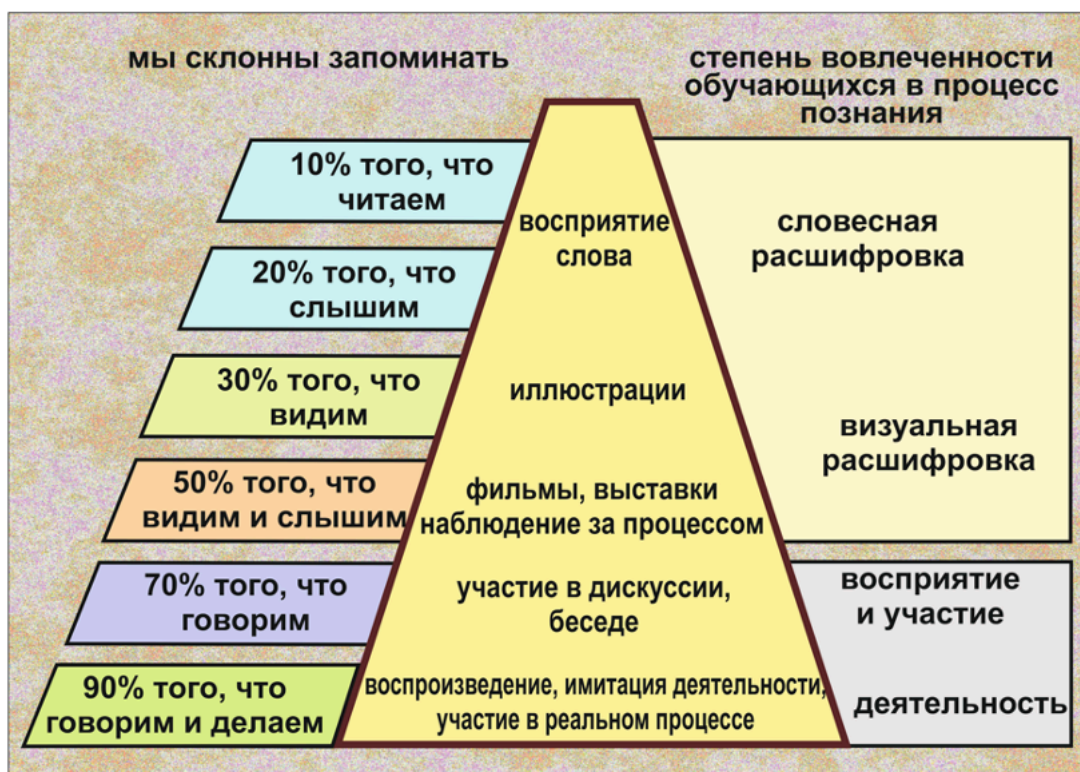 мы склонны запоминать
степень вовлеченности
обучающихся в процесс
познания
10% того, что
читаем
восприятие
слова
словесная
расшифровка
20% того, что
слышим
30% того, что
видим
иллюстрации
визуальная
расшифровка
50% того, что
видим и слышим
фильмы, выставки
наблюдение за процессом
70% того, что
говорим
участие в дискуссии,
беседе
восприятие
и участие
90% того, что
говорим и делаем
воспроизведение, имитация деятельности,
участие в реальном процессе
деятельность